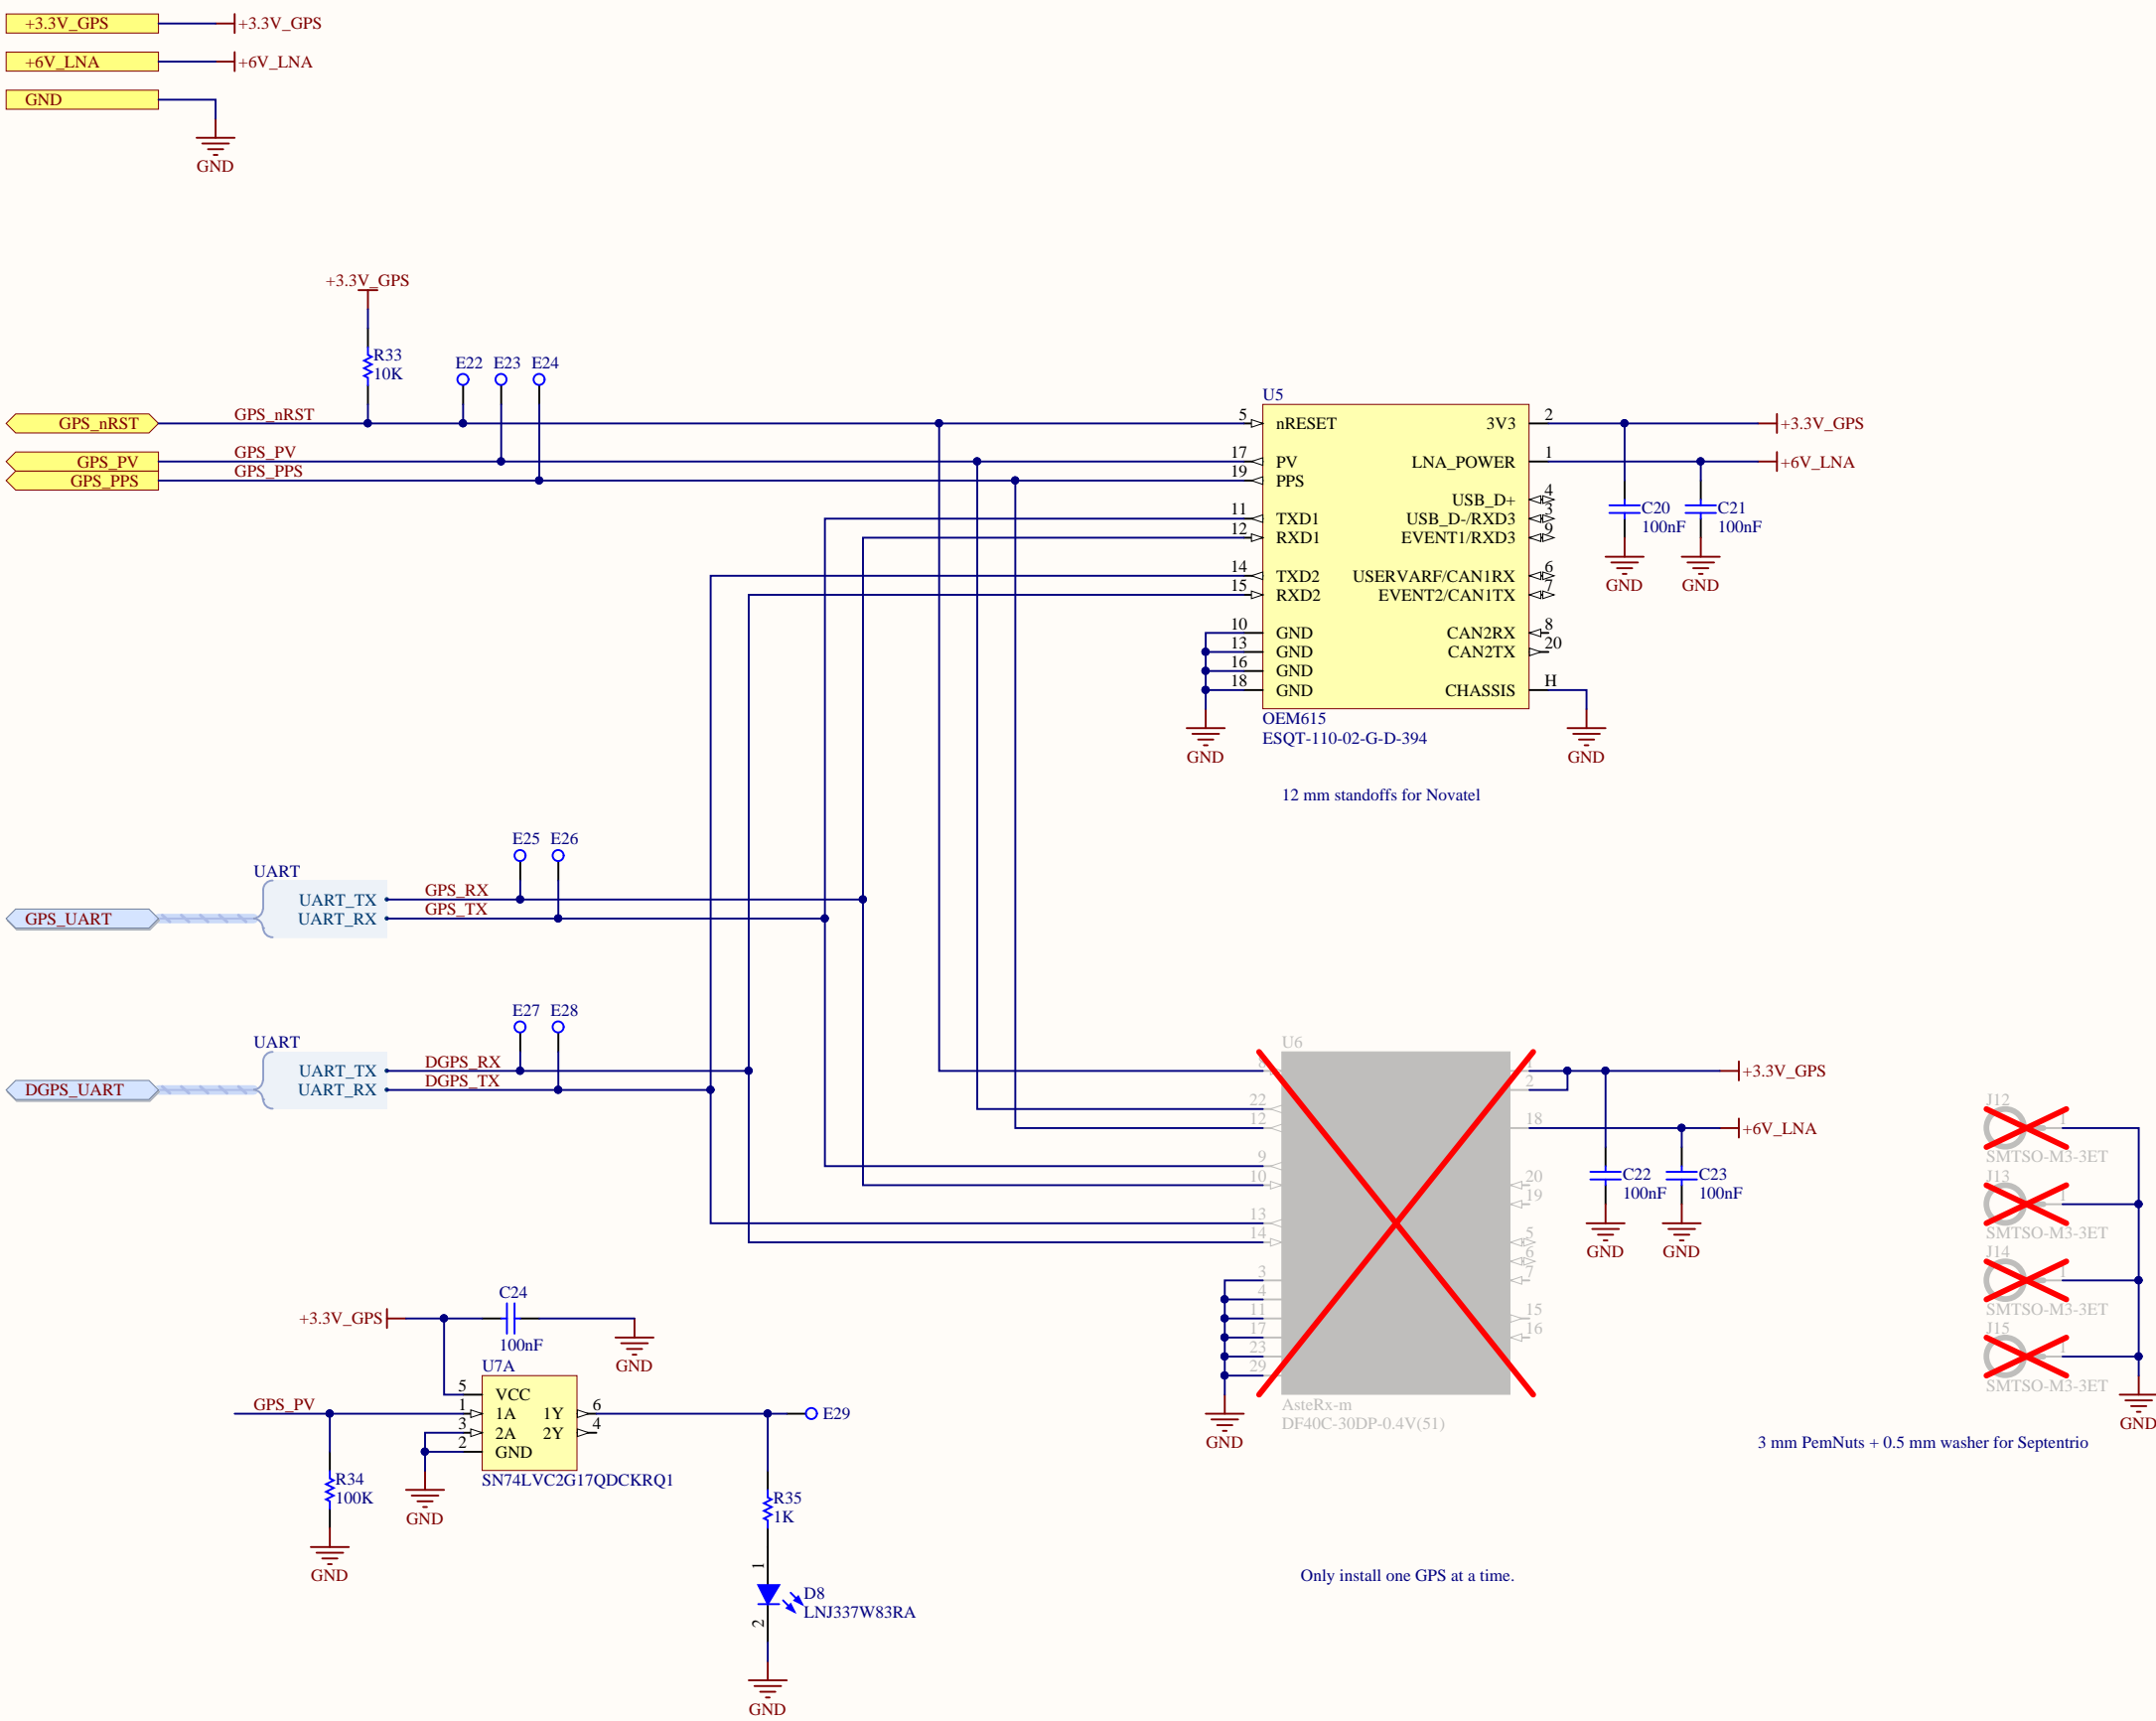 +3.3V_GPS
+3.3V_GPS
+6V_LNA
+6V_LNA
GND
GND
+3.3V_GPS
R33
10K
E22
E23
E24
GPS_nRST
GPS_nRST
GPS_PV
GPS_PV
GPS_PPS
GPS_PPS
U5
5
nRESET
3V3
2
+3.3V_GPS
17
PV
LNA_POWER
1
+6V_LNA
19
PPS
USB_D+
4
11
TXD1
USB_D-/RXD3
3
12
RXD1
EVENT1/RXD3
9
14
TXD2
USERVARF/CAN1RX
6
15
RXD2
EVENT2/CAN1TX
7
10
GND
CAN2RX
8
13
GND
CAN2TX
20
16
GND
18
GND
CHASSIS
H
C20
100nF
C21
100nF
GND
GND
OEM615
ESQT-110-02-G-D-394
GND
GND
12 mm standoffs for Novatel
E25
E26
UART
GPS_UART
UART_TX
GPS_RX
UART_RX
GPS_TX
E27
E28
UART
DGPS_UART
UART_TX
DGPS_RX
UART_RX
DGPS_TX
U6
22
12
9
10
13
14
3
4
11
17
23
29
2
18
20
19
5
6
7
15
16
+3.3V_GPS
+6V_LNA
C22
100nF
C23
100nF
GND
GND
AsteRx-m
DF40C-30DP-0.4V(51)
GND
J12
1
SMTSO-M3-3ET
J13
1
SMTSO-M3-3ET
J14
1
SMTSO-M3-3ET
J15
1
SMTSO-M3-3ET
GND
3 mm PemNuts + 0.5 mm washer for Septentrio
+3.3V_GPS
C24
100nF
GND
U7A
5
VCC
GPS_PV
1
1A
1Y
6
3
2A
2Y
4
2
GND
SN74LVC2G17QDCKRQ1
E29
R34
100K
GND
GND
R35
1K
1
D8
LNJ337W83RA
2
GND
Only install one GPS at a time.